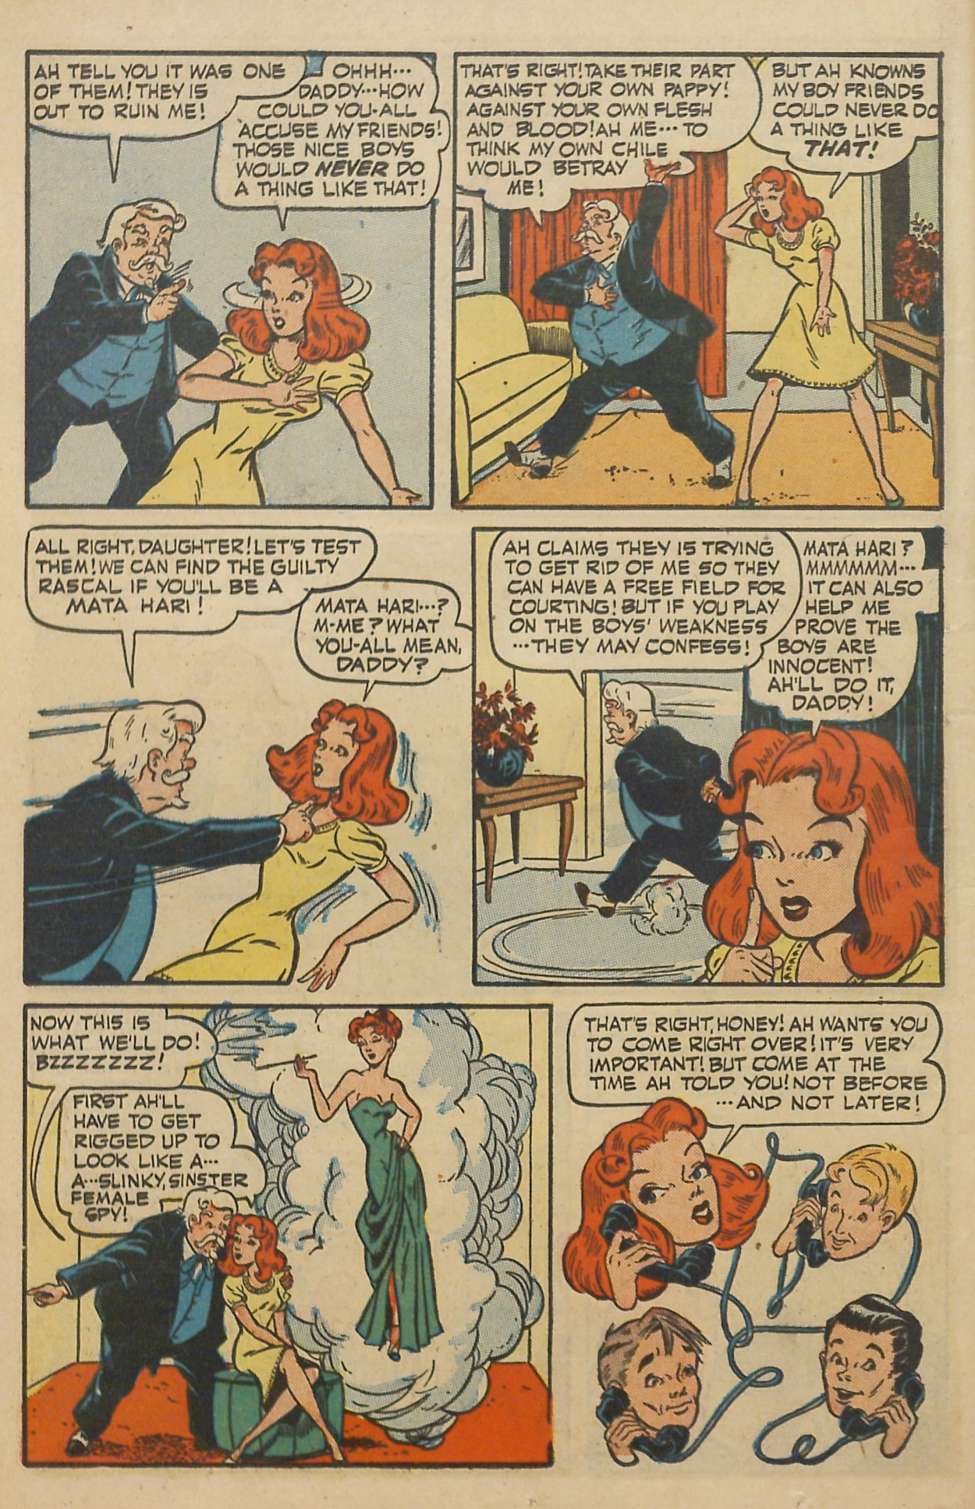 AH TELL YOU IT WAS ONE
OF THEM! THEY IS
OUT TO RUIN ME!
OHHH...
DADDY...HOW
COULD YOU-ALL
ACCUSE MY FRIENDS!
THOSE NICE BOYS
WOULD NEVER DO
A THING LIKE THAT!
THAT'S RIGHT! TAKE THEIR PART
AGAINST YOUR OWN PAPPY!
AGAINST YOUR OWN FLESH
AND BLOOD! AH ME... TO
THINK MY OWN CHILE
WOULD BETRAY
ME!
BUT AH KNOWS
MY BOY FRIENDS
COULD NEVER DO
A THING LIKE
THAT!
ALL RIGHT, DAUGHTER! LET'S TEST
THEM! WE CAN FIND THE GUILTY
RASCAL IF YOU'LL BE A
MATA HARI!
MATA HARI...?
M-ME? WHAT
YOU-ALL MEAN,
DADDY?
AH CLAIMS THEY IS TRYING
TO GET RID OF ME SO THEY
CAN HAVE A FREE FIELD FOR
COURTING! BUT IF YOU PLAY
ON THE BOYS' WEAKNESS
...THEY MAY CONFESS!
MATA HARI?
MMMMMM...
IT CAN ALSO
HELP ME
PROVE THE
BOYS ARE
INNOCENT!
AH'LL DO IT,
DADDY!
NOW THIS IS
WHAT WE'LL DO!
BZZZZZZZ!
FIRST AH'LL
HAVE TO GET
RIGGED UP TO
LOOK LIKE A...
A...SLINKY, SINSTER
FEMALE
SPY!
THAT'S RIGHT, HONEY! AH WANTS YOU
TO COME RIGHT OVER! IT'S VERY
IMPORTANT! BUT COME AT THE
TIME AH TOLD YOU! NOT BEFORE
...AND NOT LATER!